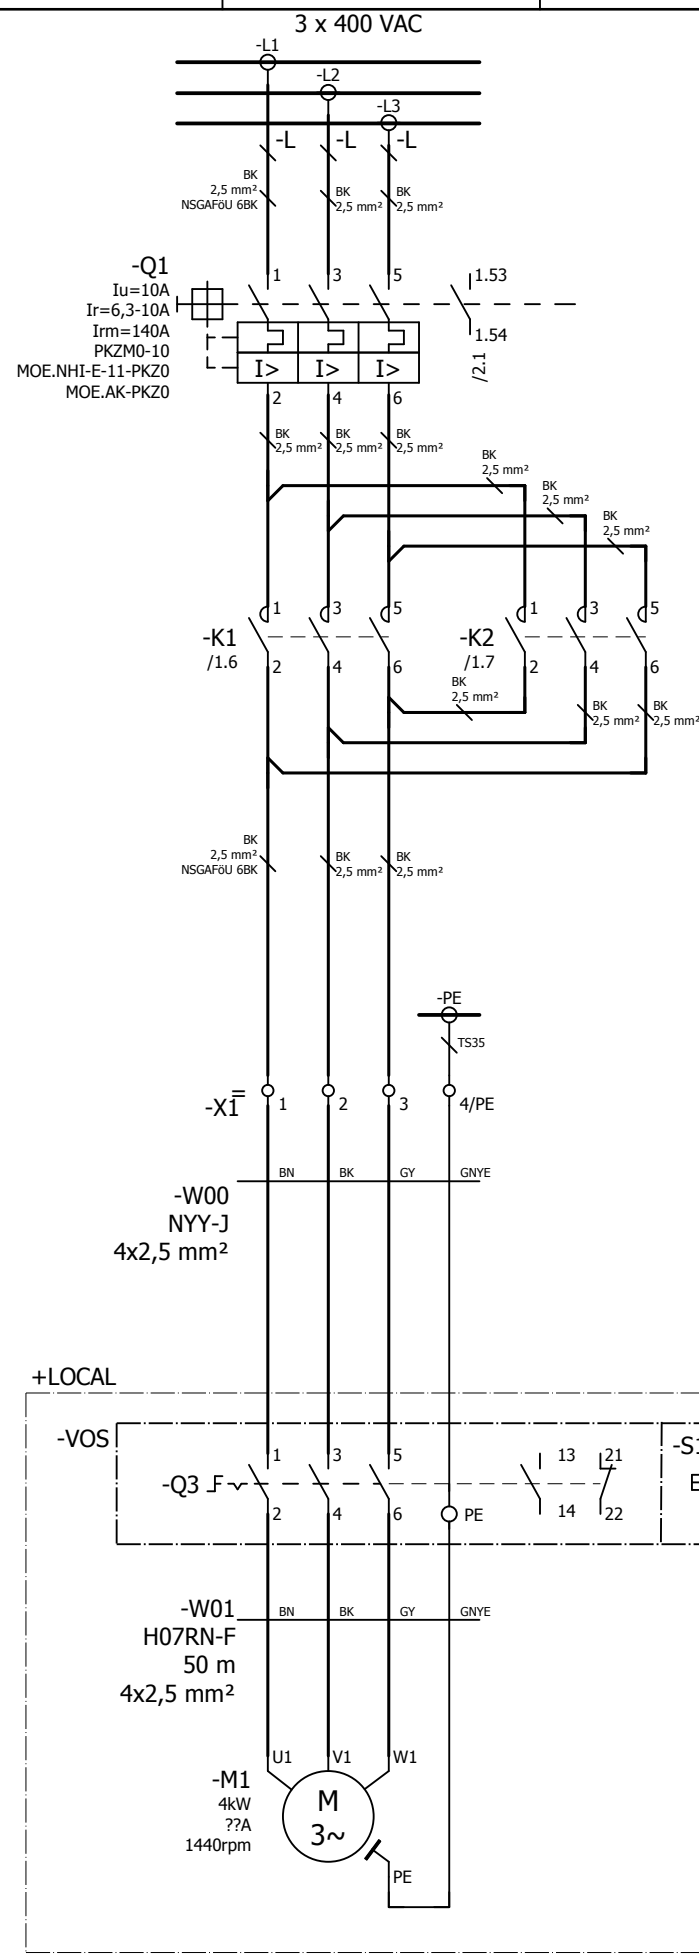 3 x 400 VAC
-L1
-L2
-L3
-L
-L
-L
BK
2,5 mm²
NSGAFöU 6BK
BK
2,5 mm²
BK
2,5 mm²
-Q1
Iu=10A
Ir=6,3-10A
Irm=140A
PKZM0-10
MOE.NHI-E-11-PKZ0
MOE.AK-PKZ0
1
3
5
1.53
1.54
/2.1
I>
I>
I>
2
4
6
BK
2,5 mm²
BK
2,5 mm²
BK
2,5 mm²
BK
2,5 mm²
BK
2,5 mm²
BK
2,5 mm²
-K1
/1.6
1
3
5
2
4
6
-K2
/1.7
1
3
5
2
4
6
BK
2,5 mm²
BK
2,5 mm²
BK
2,5 mm²
BK
2,5 mm²
NSGAFöU 6BK
BK
2,5 mm²
BK
2,5 mm²
-PE
TS35
-X1
=
1
2
3
4/PE
BN
BK
GY
GNYE
-W00
NYY-J
4x2,5 mm²
+LOCAL
-VOS
-Q3
1
3
5
13
21
2
4
6
PE
14
22
-S1
E
-W01
H07RN-F
50 m
4x2,5 mm²
BN
BK
GY
GNYE
U1
V1
W1
-M1
4kW
??A
1440rpm
M
3~
PE